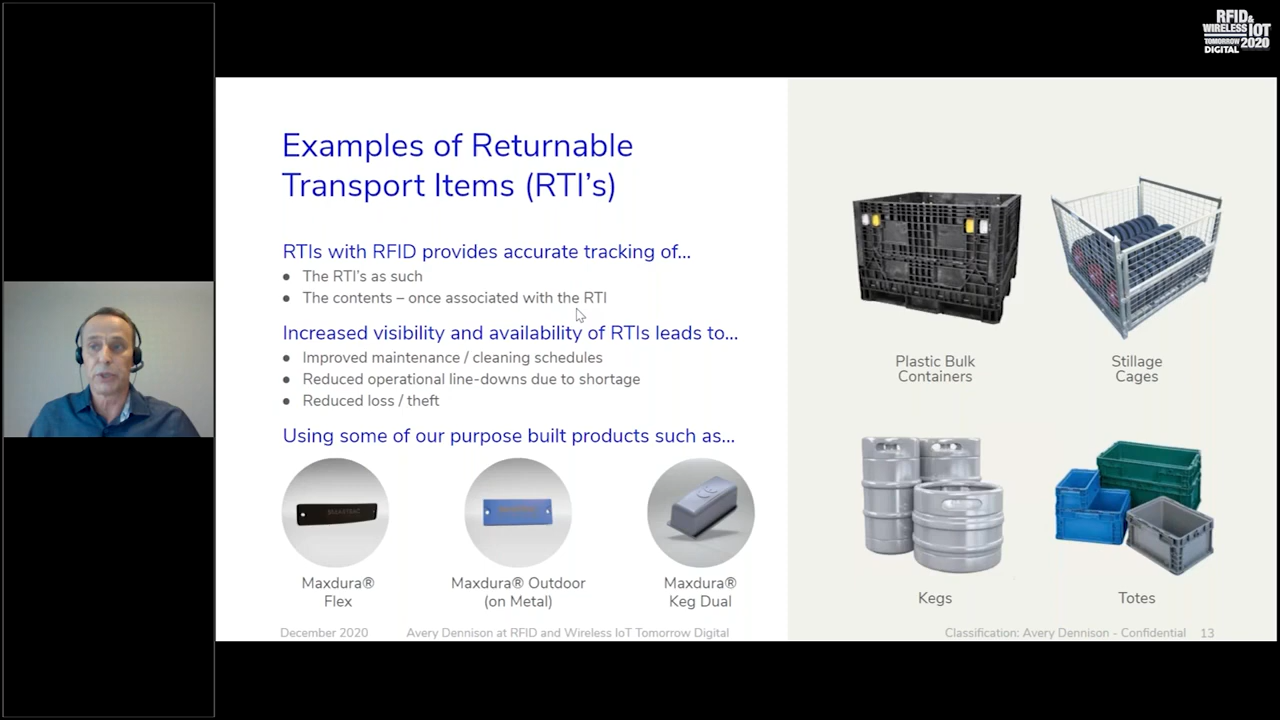 RFID&
WIRELESS IOT
TOMORROW 2020
DIGITAL
Examples of Returnable
Transport Items (RTI's)
RTIs with RFID provides accurate tracking of...
• The RTI's as such
• The contents – once associated with the RTI
Increased visibility and availability of RTIs leads to...
• Improved maintenance / cleaning schedules
• Reduced operational line-downs due to shortage
• Reduced loss / theft
Using some of our purpose built products such as...
SMARTRAC
Maxdura®
Flex
Maxdura® Outdoor
(on Metal)
Maxdura®
Keg Dual
Plastic Bulk
Containers
Stillage
Cages
Kegs
Totes
December 2020
Avery Dennison at RFID and Wireless IoT Tomorrow Digital
Classification: Avery Dennison - Confidential
13